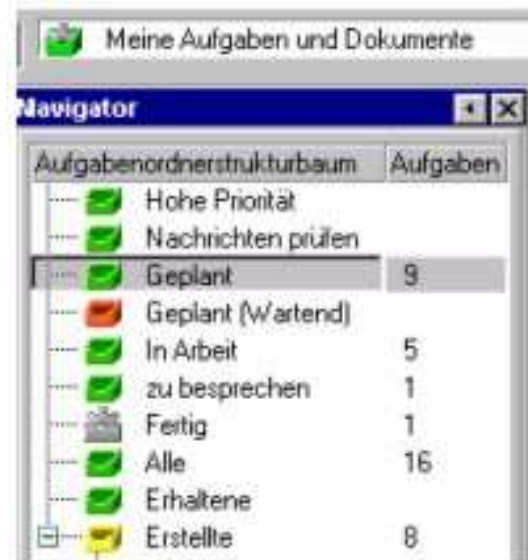 Meine Aufgaben und Dokumente
Navigator
Aufgabenordnerstrukturbaum Aufgaben
Hohe Priorität
Nachrichten prüfen
Geplant 9
Geplant (Wartend)
In Arbeit 5
zu besprechen 1
Fertig 1
Alle 16
Erhaltene
Erstellte 8